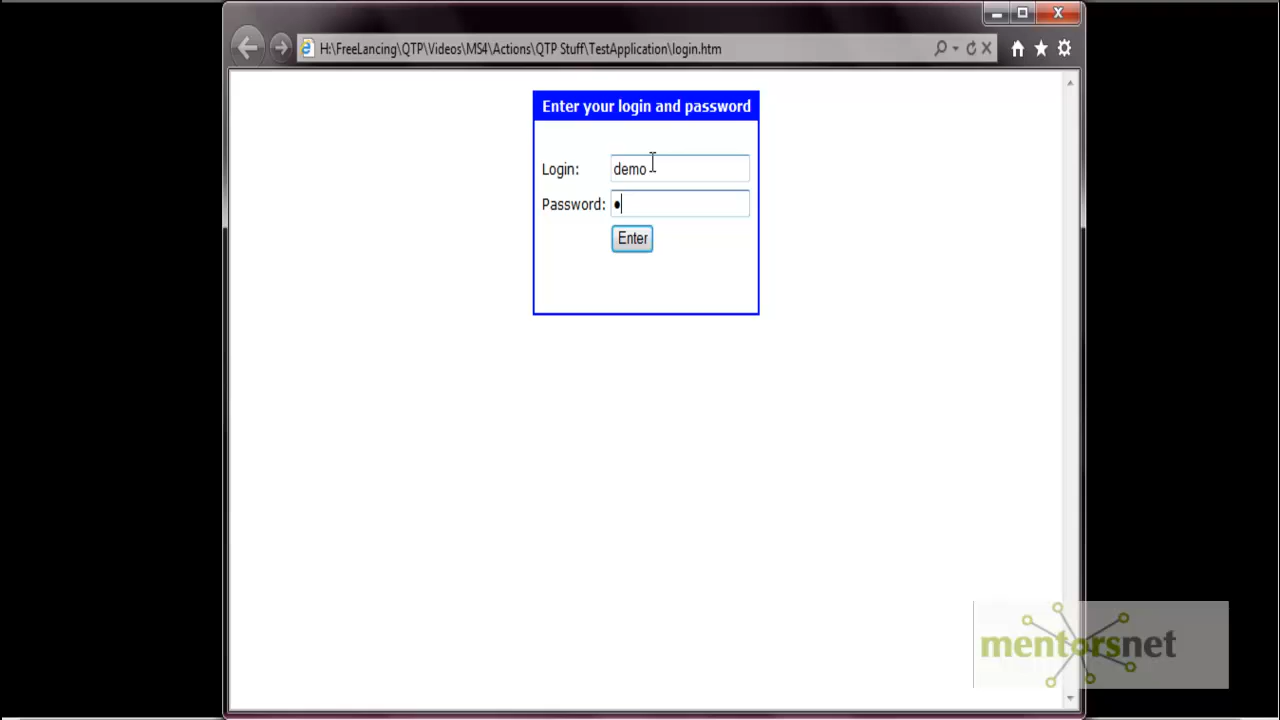 H:\FreeLancing\QTP\Videos\MS4\Actions\QTP Stuff\TestApplication\login.htm
Enter your login and password
Login: demo
Password: ●
Enter
mentorsnet